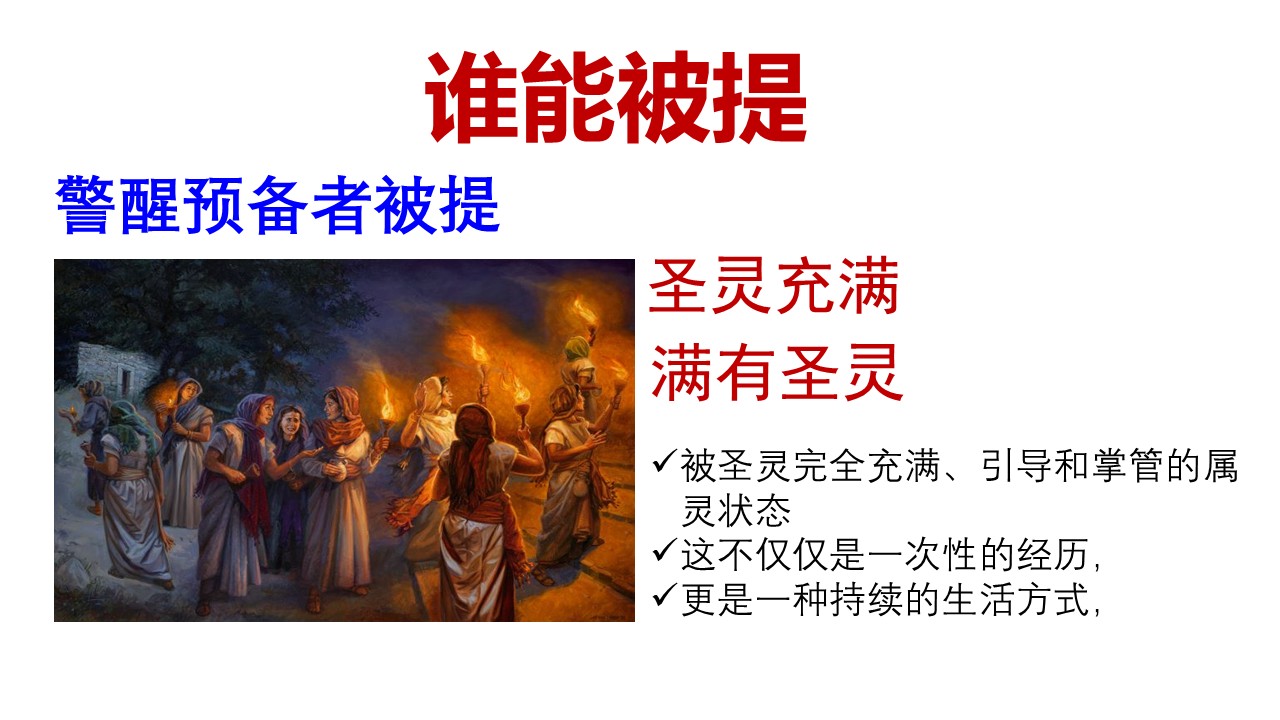 谁能被提
警醒预备者被提
圣灵充满
满有圣灵
✓被圣灵完全充满、引导和掌管的属
灵状态
✓这不仅仅是一次性的经历，
✓更是一种持续的生活方式，